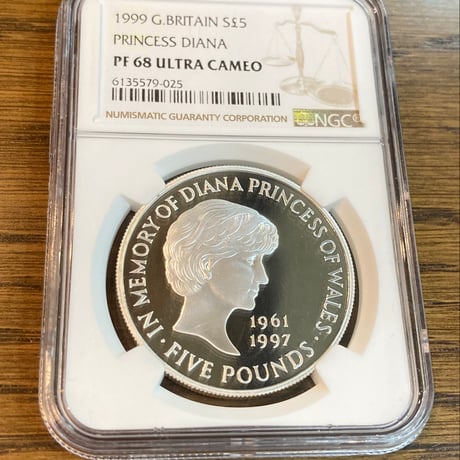 1999 G.BRITAIN S£5
PRINCESS DIANA
PF 68 ULTRA CAMEO
6135579-025
NUMISMATIC GUARANTY CORPORATION
NGC
IN MEMORY OF DIANA PRINCESS OF WALES
1961
1997
· FIVE POUNDS ·